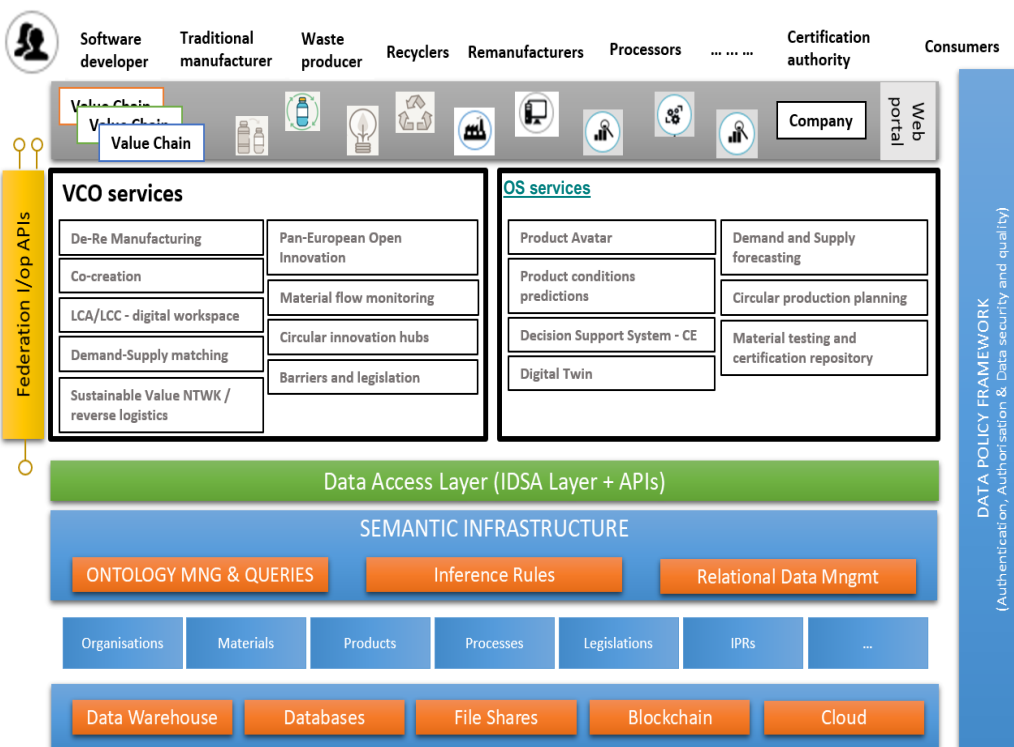 Software
developer
Traditional
manufacturer
Waste
producer
Recyclers
Remanufacturers
Processors
... ... ...
Certification
authority
Consumers
Value Chain
Value Chain
Value Chain
Company
Web
portal
Federation I/op APIs
VCO services
De-Re Manufacturing
Co-creation
LCA/LCC - digital workspace
Demand-Supply matching
Sustainable Value NTWK /
reverse logistics
Pan-European Open
Innovation
Material flow monitoring
Circular innovation hubs
Barriers and legislation
OS services
Product Avatar
Product conditions
predictions
Decision Support System - CE
Digital Twin
Demand and Supply
forecasting
Circular production planning
Material testing and
certification repository
DATA POLICY FRAMEWORK
(Authentication, Authorisation & Data security and quality)
Data Access Layer (IDSA Layer + APIs)
SEMANTIC INFRASTRUCTURE
ONTOLOGY MNG & QUERIES
Inference Rules
Relational Data Mngmt
Organisations
Materials
Products
Processes
Legislations
IPRs
...
Data Warehouse
Databases
File Shares
Blockchain
Cloud